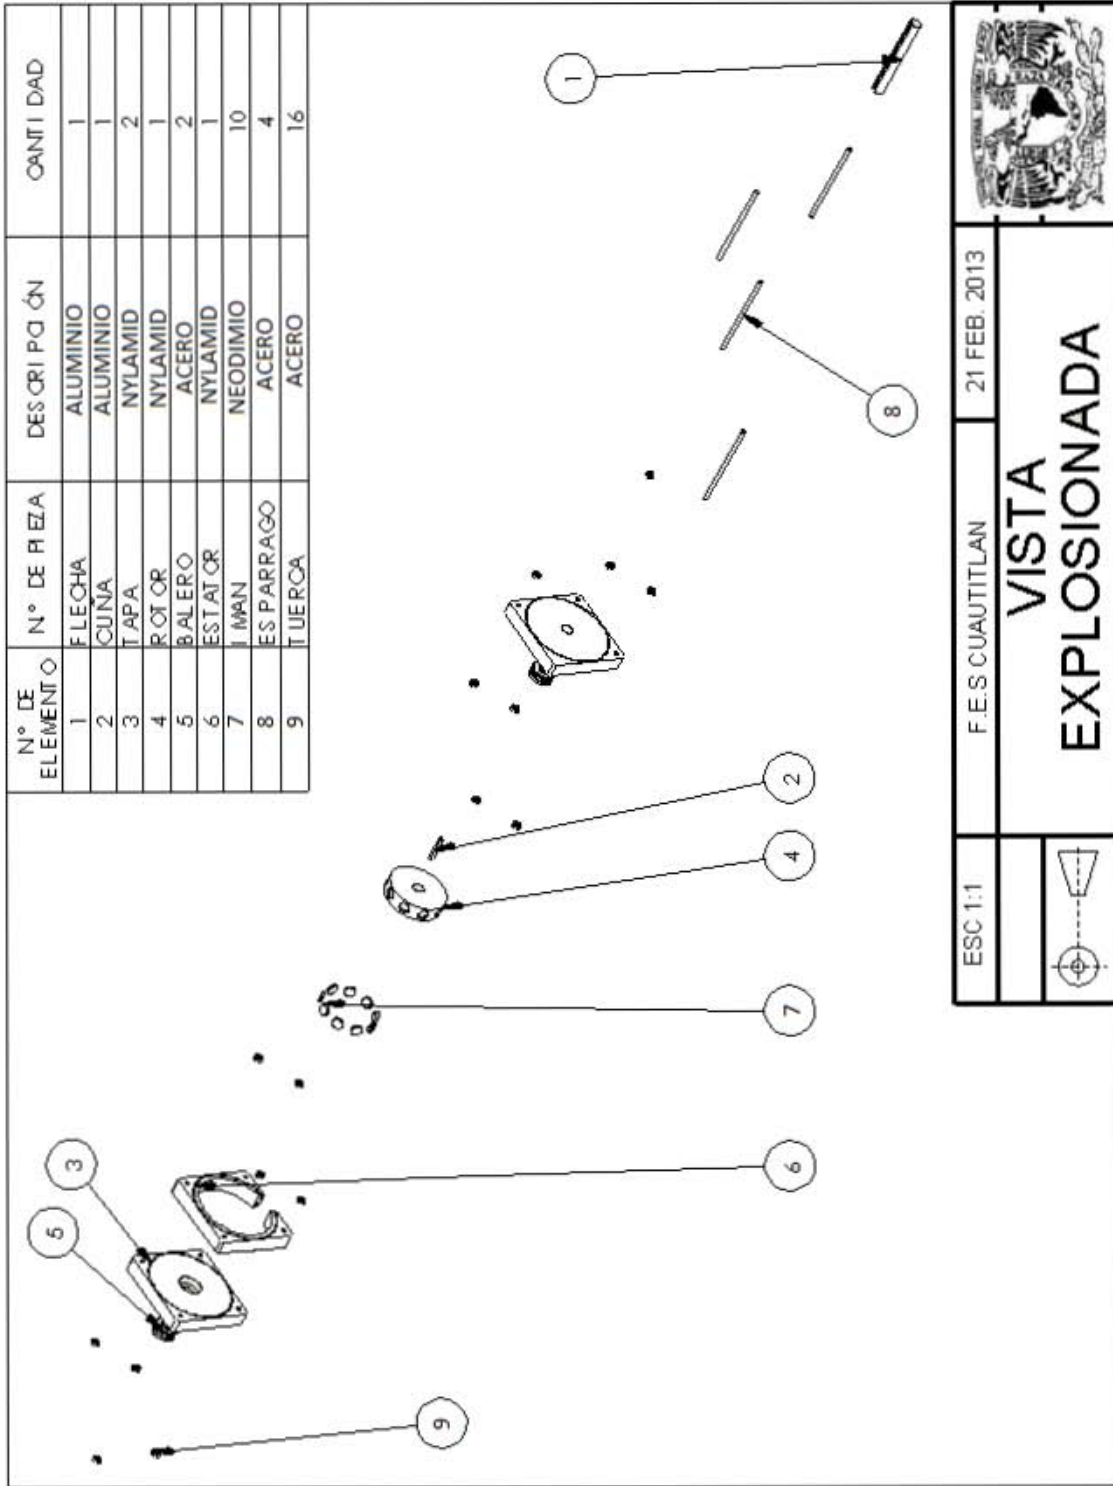 N° DE ELEMENTO N° DE PIEZA DESCRIPCIÓN CANTIDAD
1 FLECHA ALUMINIO 1
2 CUÑA ALUMINIO 1
3 TAPA NYLAMID 2
4 ROTOR NYLAMID 1
5 BALERO ACERO 2
6 ESTATOR NYLAMID 1
7 IMAN NEODIMIO 10
8 ESPARRAGO ACERO 4
9 TUERCA ACERO 16
5
3
9
6
7
4
2
8
1
ESC 1:1
F.E.S CUAUTITLAN
21 FEB. 2013
VISTA
EXPLOSIONADA